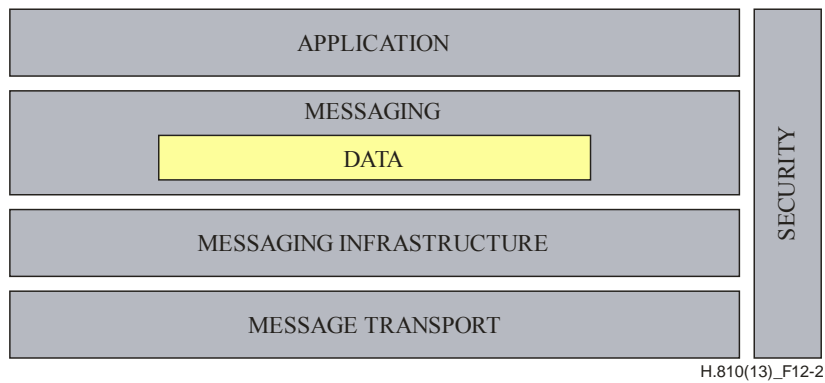 APPLICATION
MESSAGING
DATA
MESSAGING INFRASTRUCTURE
MESSAGE TRANSPORT
SECURITY
H.810(13)_F12-2